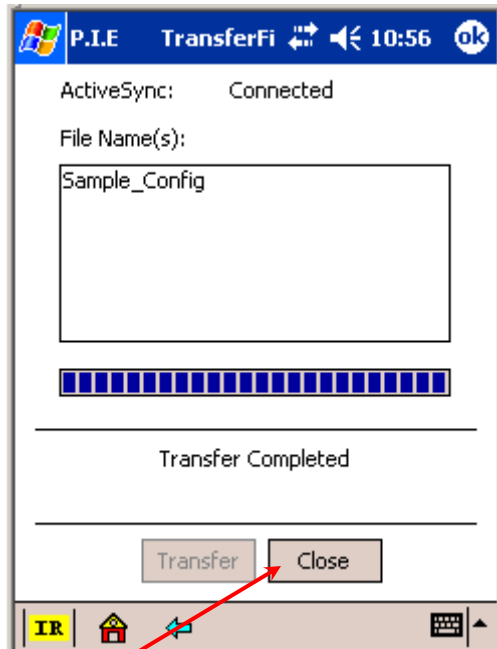 P.I.E TransferFi 10:56 ok
ActiveSync: Connected
File Name(s):
Sample_Config
Transfer Completed
Transfer Close
IR